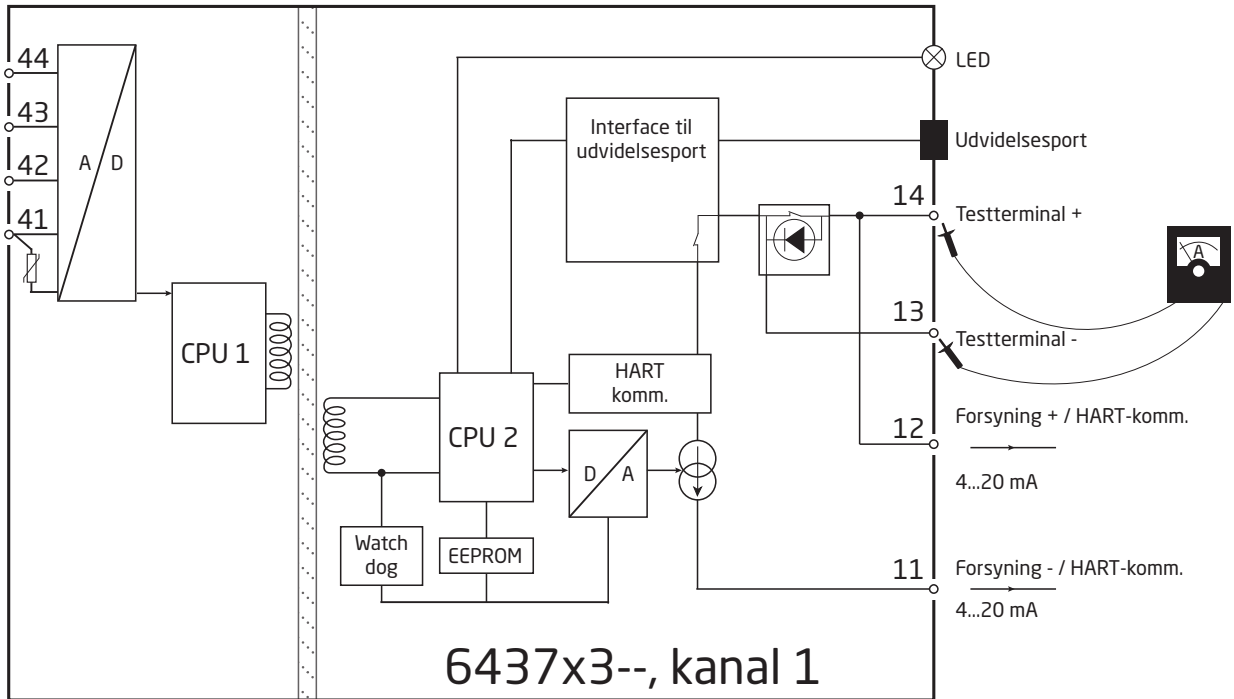 44
43
42
41
A / D
CPU 1
LED
Interface til
udvidelsesport
Udvidelsesport
14
Testterminal +
A
13
Testterminal -
HART
komm.
CPU 2
D / A
12
Forsyning + / HART-komm.
4...20 mA
Watch
dog
EEPROM
11
Forsyning - / HART-komm.
4...20 mA
6437x3--, kanal 1